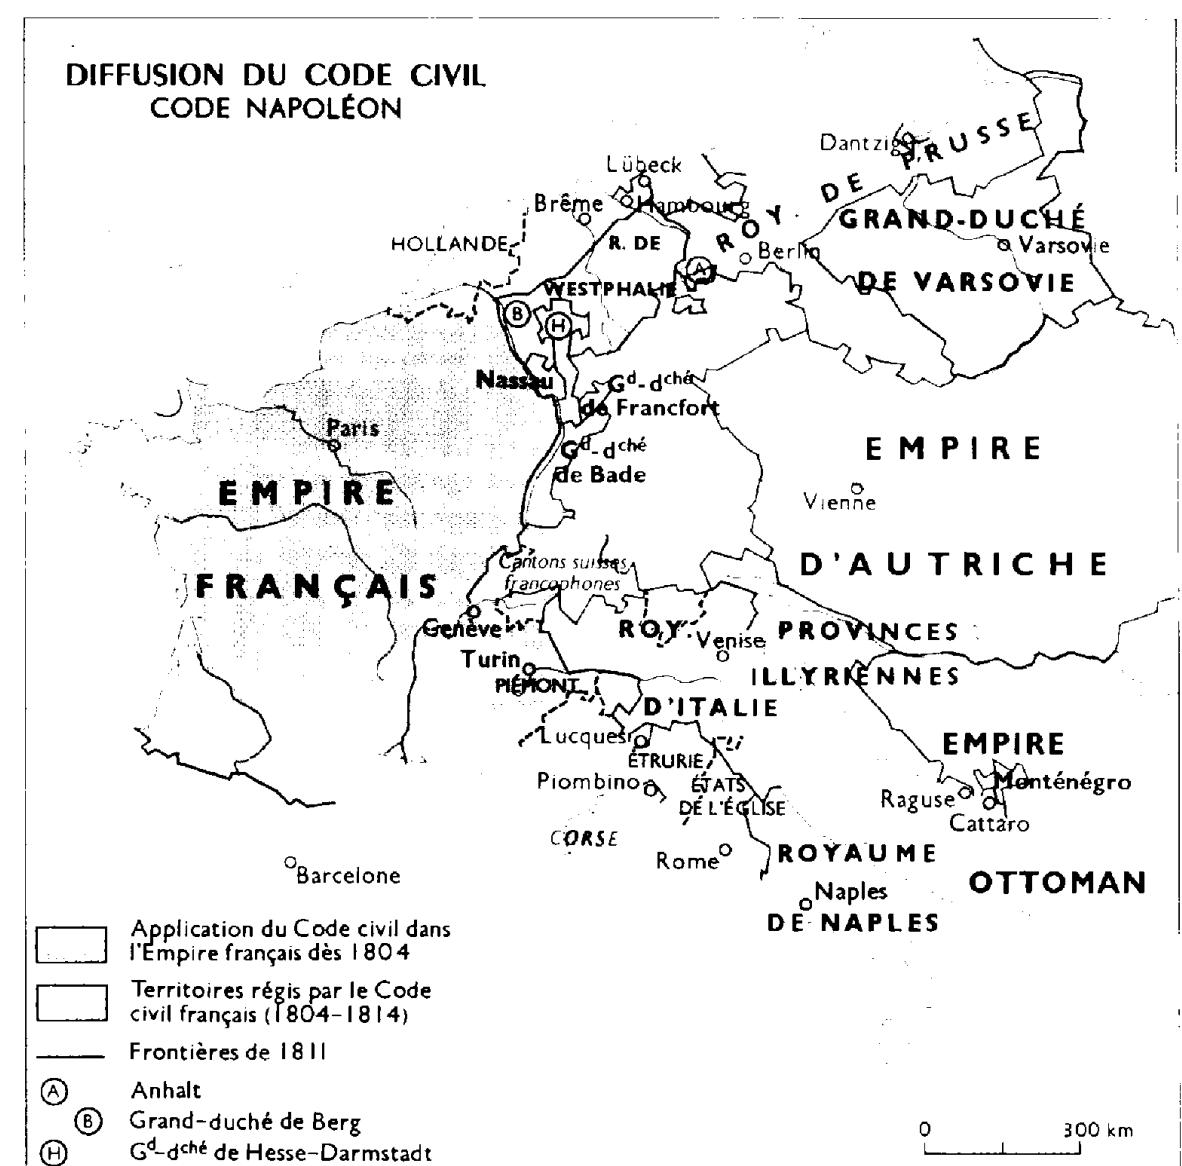 DIFFUSION DU CODE CIVIL
CODE NAPOLÉON
Dantzig
ROY. DE PRUSSE
Lübeck
Hambourg
Brême
HOLLANDE
R. DE
WESTPHALIE
Berlin
A
GRAND-DUCHÉ
Varsovie
DE VARSOVIE
B
H
Nassau
Gd-dché
de Francfort
Paris
Gd-dché
de Bade
EMPIRE
FRANÇAIS
EMPIRE
Vienne
D'AUTRICHE
Cantons suisses
francophones
Genève
ROY.
Venise
PROVINCES
ILLYRIENNES
Turin
PIÉMONT
D'ITALIE
Lucques
ÉTRURIE
Piombino
ÉTATS
DE L'ÉGLISE
CORSE
Rome
EMPIRE
Monténégro
Raguse
Cattaro
OTTOMAN
ROYAUME
Naples
DE NAPLES
Barcelone
Application du Code civil dans
l'Empire français dès 1804
Territoires régis par le Code
civil français (1804-1814)
Frontières de 1811
A Anhalt
B Grand-duché de Berg
H Gd-dché de Hesse-Darmstadt
0 300 km